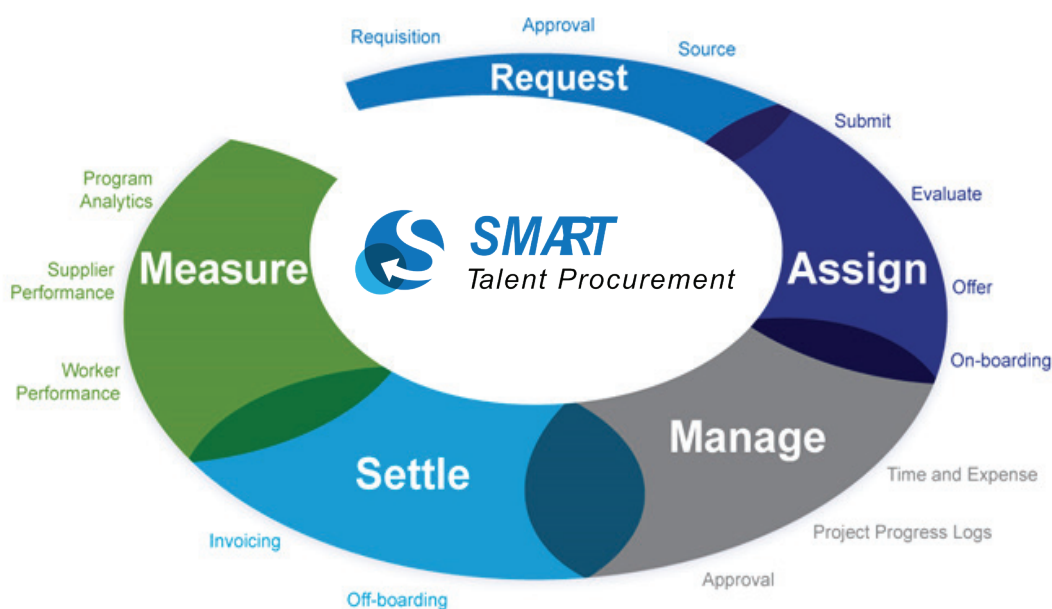 Requisition
Approval
Source
Request
Submit
Evaluate
Assign
Offer
On-boarding
Manage
Time and Expense
Project Progress Logs
Approval
Settle
Off-boarding
Invoicing
Measure
Worker
Performance
Supplier
Performance
Program
Analytics
SMART
Talent Procurement